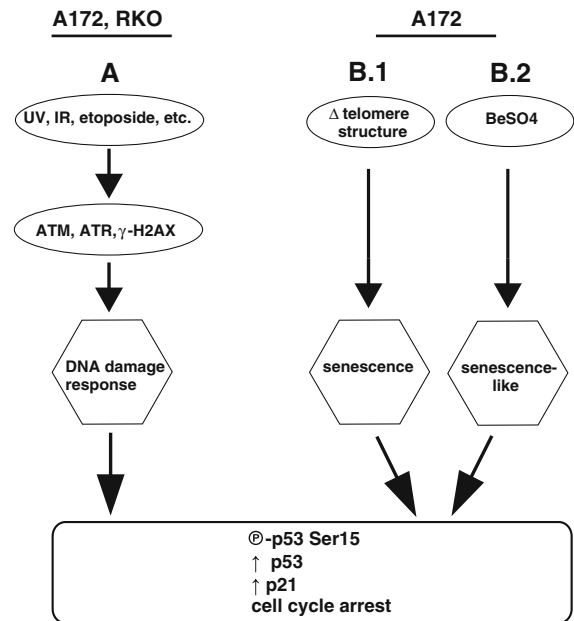 A172, RKO
A172
A
B.1
B.2
UV, IR, etoposide, etc.
Δ telomere
structure
BeSO4
ATM, ATR, γ-H2AX
DNA damage
response
senescence
senescence-
like
Ⓟ-p53 Ser15
↑ p53
↑ p21
cell cycle arrest